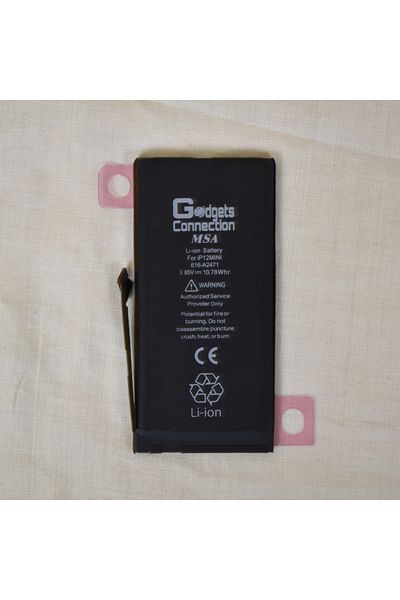 Gadgets
Connection
MSA
Li-ion Battery
For iP12MINI
616-A2471
3.85V 10.78Whr
WARNING
Authorized Service
Provider Only
Potential for fire or
burning. Do not
disassemble,puncture,
crush, heat, or burn.
CE
Li-ion